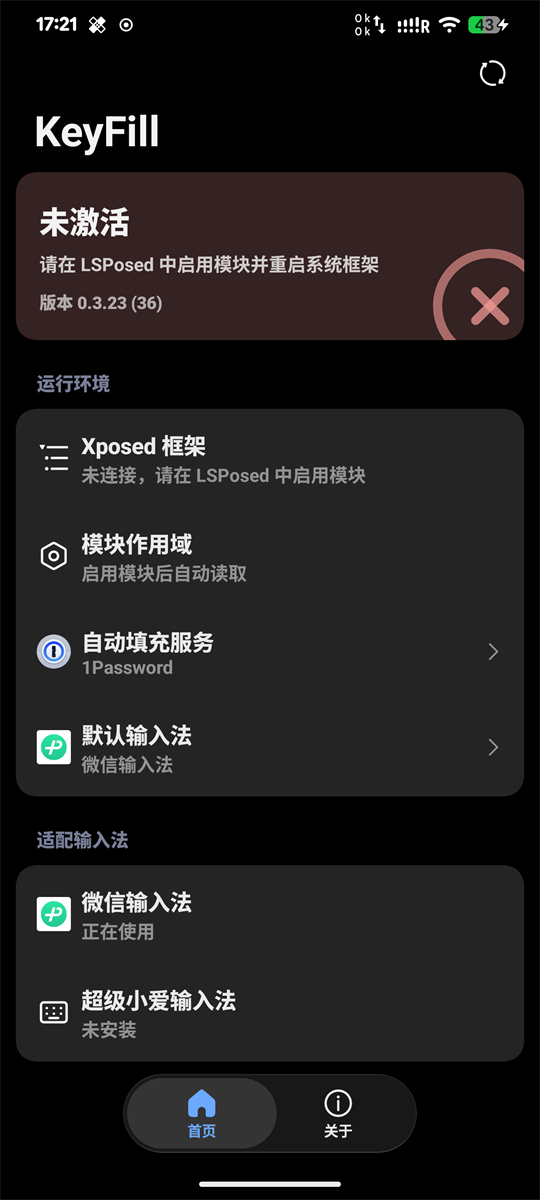 17:21
0k
0k
R
43
KeyFill
未激活
请在 LSPosed 中启用模块并重启系统框架
版本 0.3.23 (36)
运行环境
Xposed 框架
未连接，请在 LSPosed 中启用模块
模块作用域
启用模块后自动读取
自动填充服务
1Password
默认输入法
微信输入法
适配输入法
微信输入法
正在使用
超级小爱输入法
未安装
首页
关于